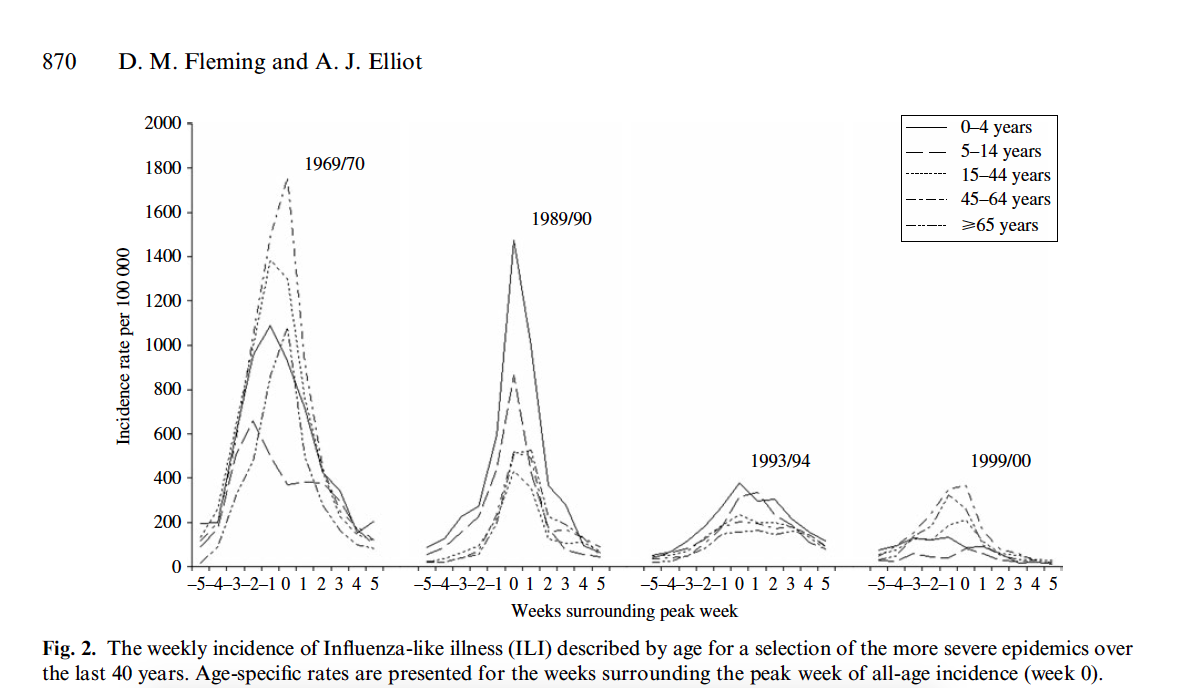 870 D. M. Fleming and A. J. Elliot
2000
1800
1600
1400
1200
1000
800
600
400
200
0
Incidence rate per 100 000
1969/70
1989/90
1993/94
1999/00
0–4 years
5–14 years
15–44 years
45–64 years
⩾65 years
–5–4–3–2–1 0 1 2 3 4 5 –5–4–3–2–1 0 1 2 3 4 5 –5–4–3–2–1 0 1 2 3 4 5 –5–4–3–2–1 0 1 2 3 4 5
Weeks surrounding peak week
Fig. 2. The weekly incidence of Influenza-like illness (ILI) described by age for a selection of the more severe epidemics over
the last 40 years. Age-specific rates are presented for the weeks surrounding the peak week of all-age incidence (week 0).